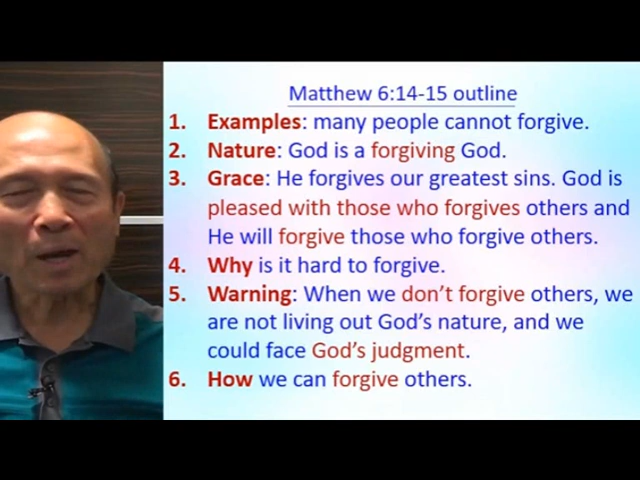 Matthew 6:14-15 outline
1. Examples: many people cannot forgive.
2. Nature: God is a forgiving God.
3. Grace: He forgives our greatest sins. God is
pleased with those who forgives others and
He will forgive those who forgive others.
4. Why is it hard to forgive.
5. Warning: When we don't forgive others, we
are not living out God's nature, and we
could face God's judgment.
6. How we can forgive others.